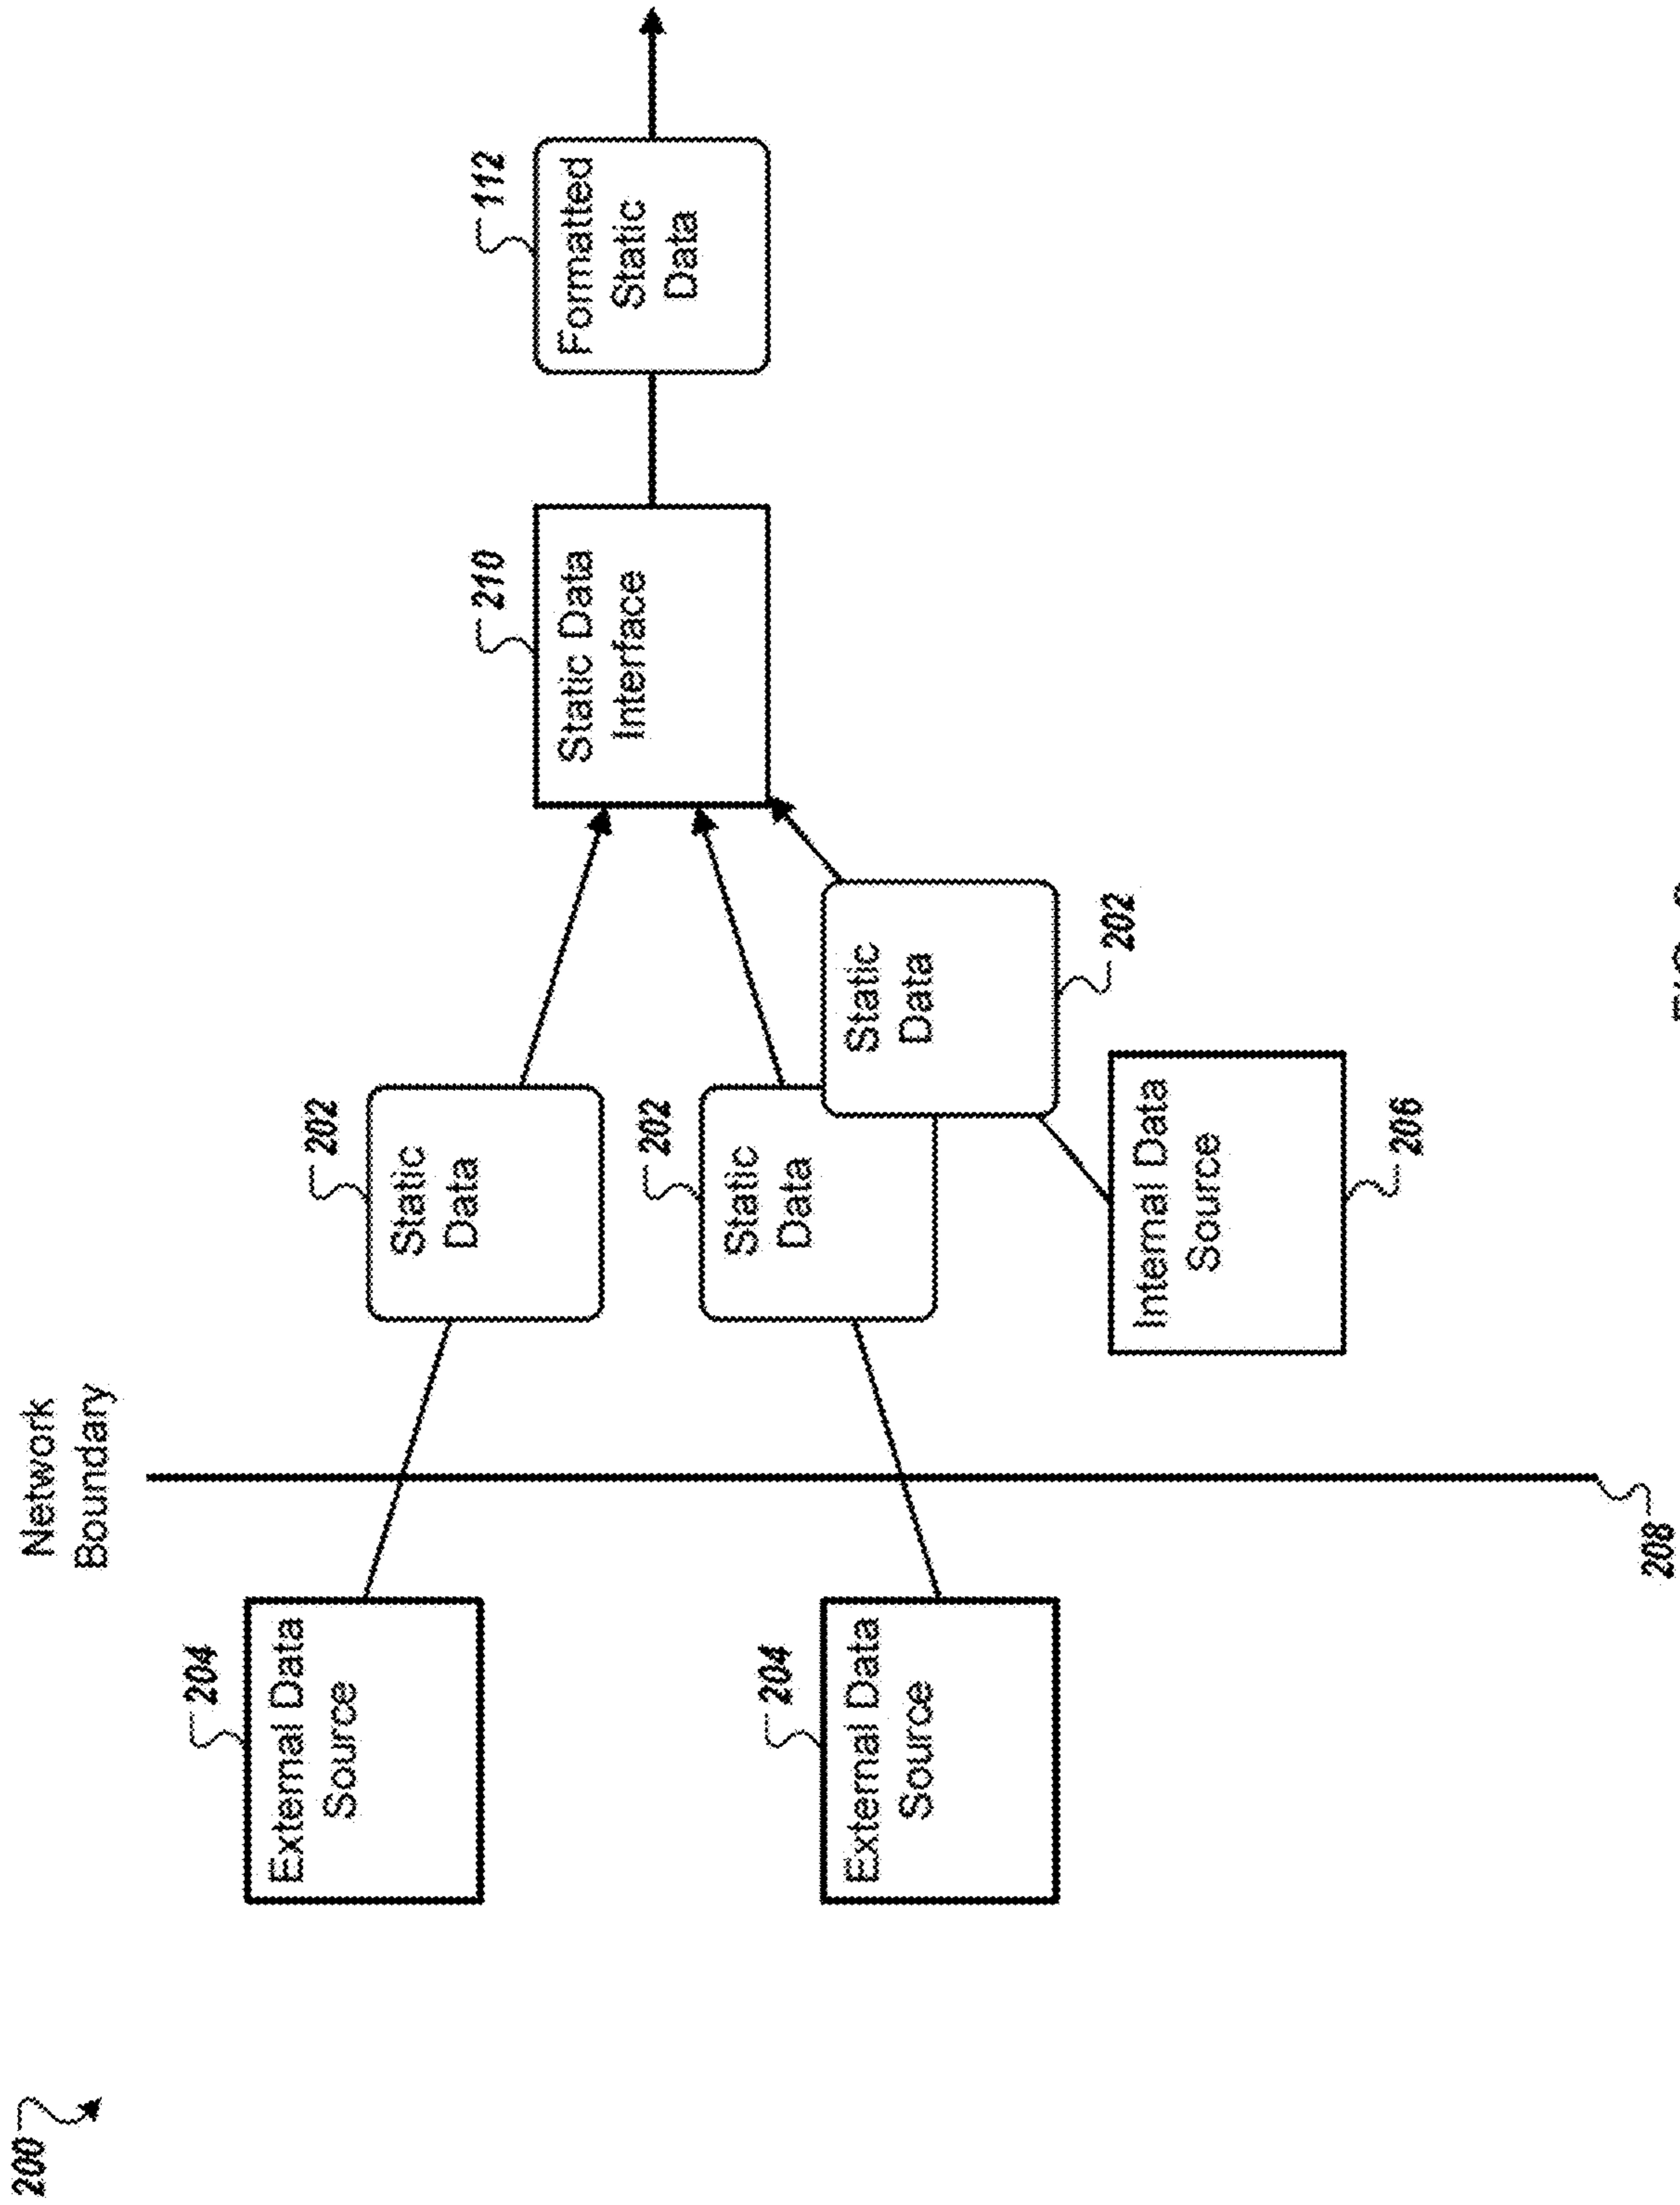 200
Network
Boundary
204
External Data
Source
204
External Data
Source
208
202
Static
Data
202
Static
Data
202
Static
Data
Internal Data
Source
206
210
Static Data
Interface
112
Formatted
Static
Data